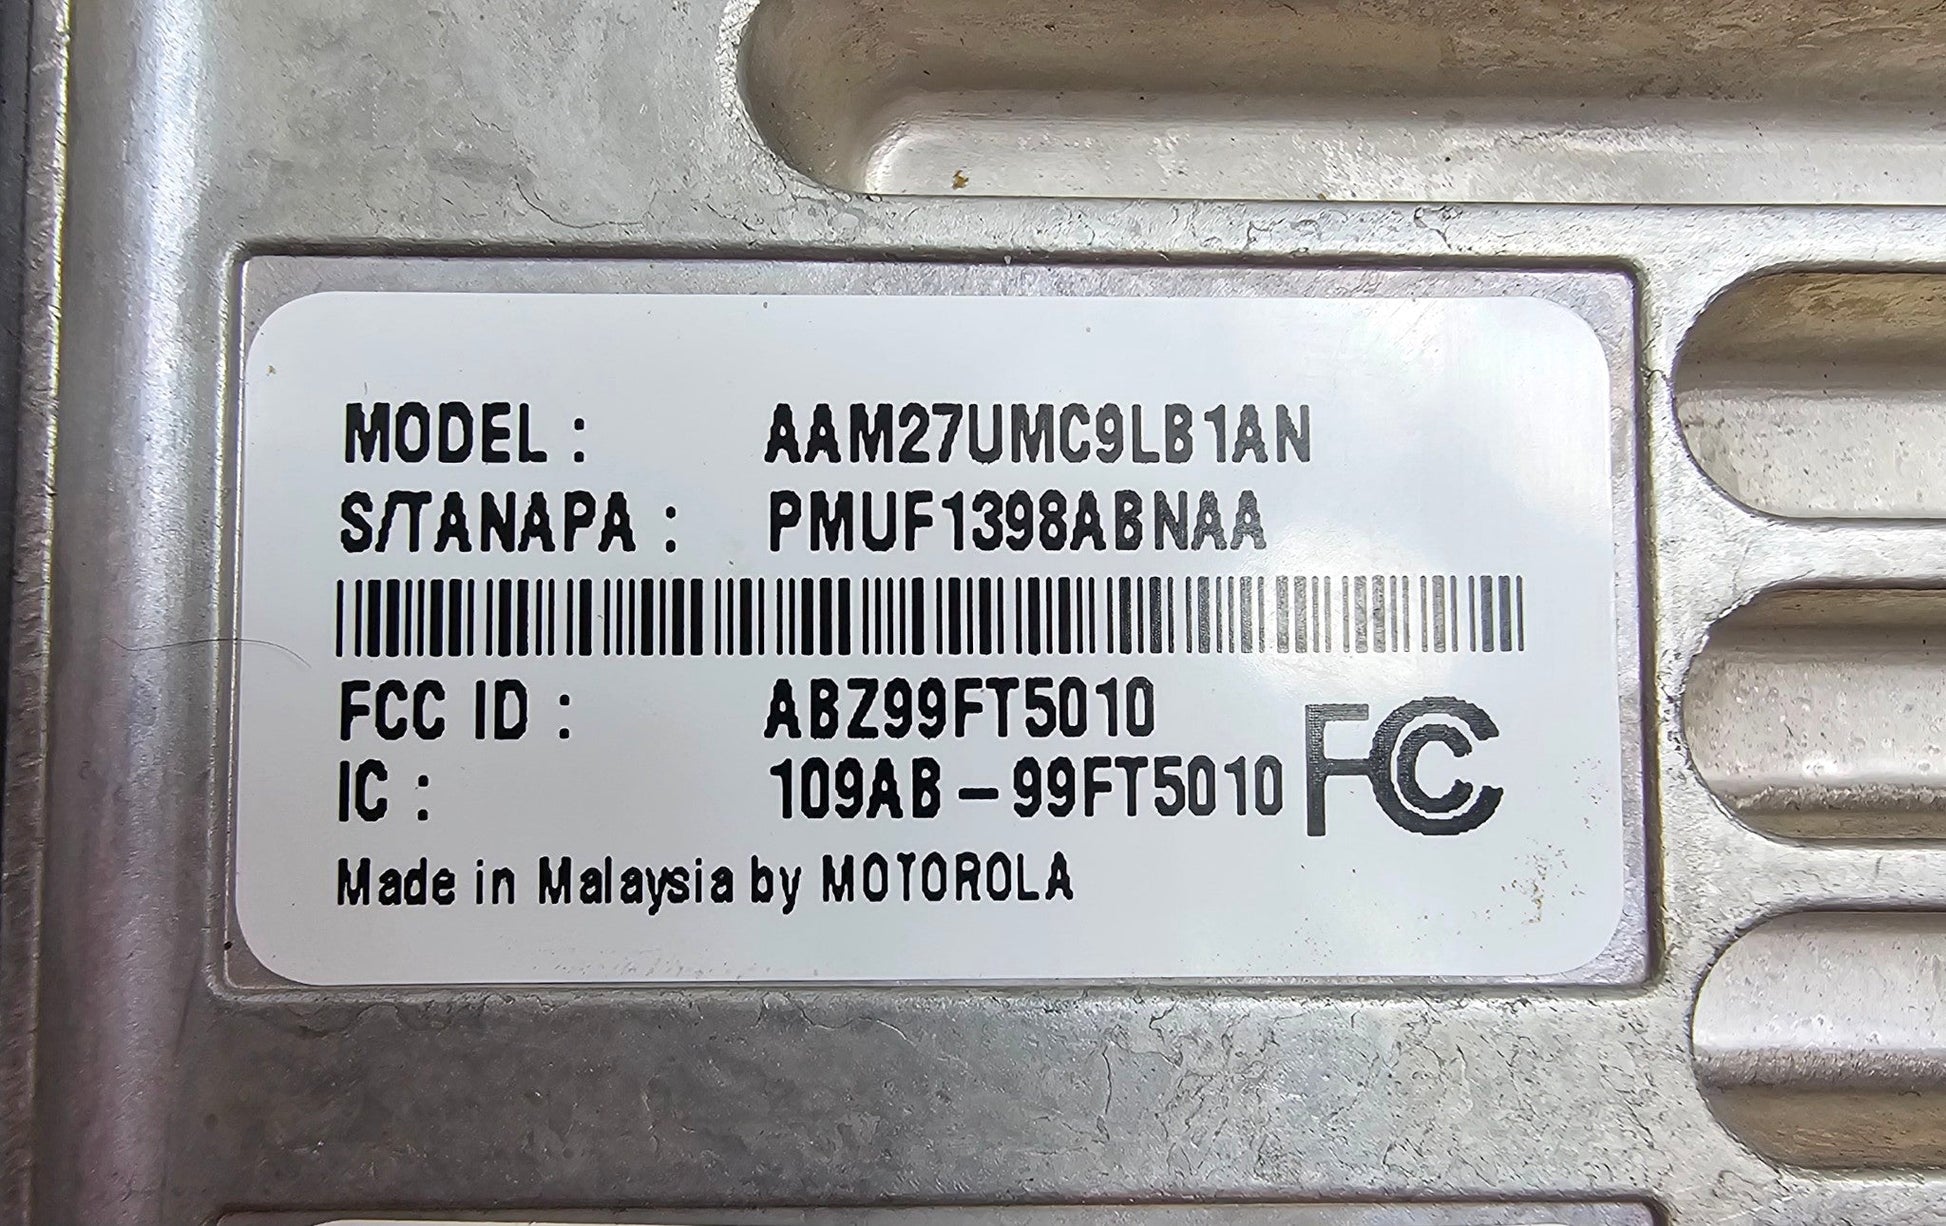 MODEL : AAM27UMC9LB1AN
S/TANAPA : PMUF1398ABNAA
FCC ID : ABZ99FT5010
IC : 109AB-99FT5010 FC
Made in Malaysia by MOTOROLA